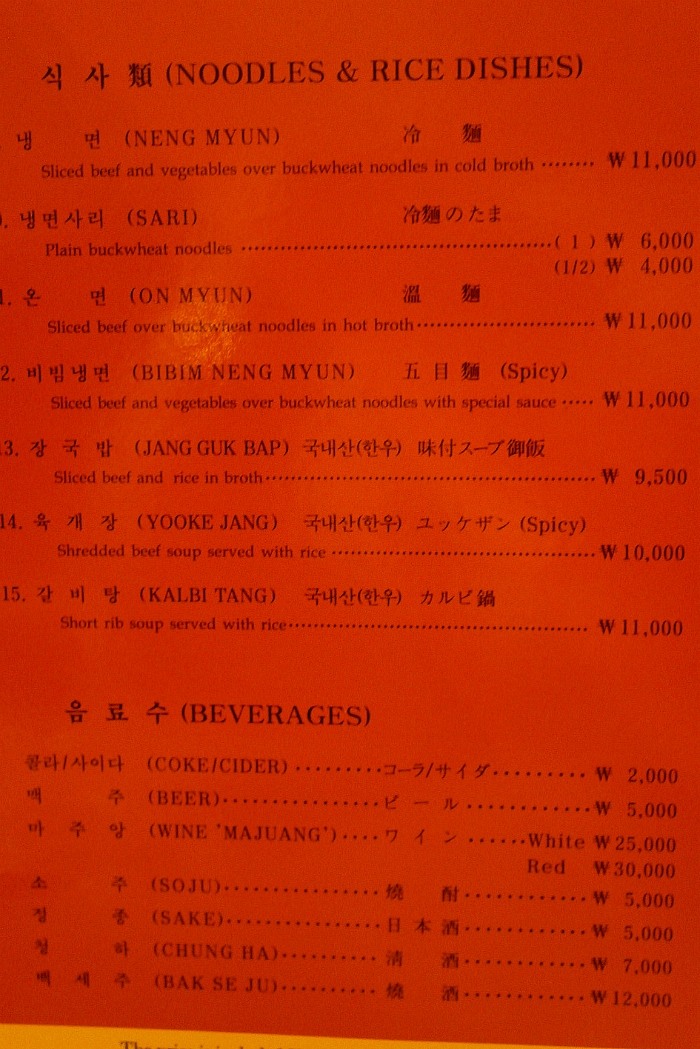 식 사 類 (NOODLES & RICE DISHES)
냉 면 (NENG MYUN) 冷 麵
Sliced beef and vegetables over buckwheat noodles in cold broth ········ ₩11,000
냉면사리 (SARI) 冷麵のたま
Plain buckwheat noodles ········( 1 ) ₩ 6,000
(1/2) ₩ 4,000
1. 온 면 (ON MYUN) 溫 麵
Sliced beef over buckwheat noodles in hot broth········ ₩11,000
2. 비빔냉면 (BIBIM NENG MYUN) 五 目 麵 (Spicy)
Sliced beef and vegetables over buckwheat noodles with special sauce ····· ₩11,000
13. 장 국 밥 (JANG GUK BAP) 국내산(한우) 味付スープ御飯
Sliced beef and rice in broth········ ₩ 9,500
14. 육 개 장 (YOOKE JANG) 국내산(한우) ユッケザン (Spicy)
Shredded beef soup served with rice ········ ₩10,000
15. 갈 비 탕 (KALBI TANG) 국내산(한우) カルビ鍋
Short rib soup served with rice········ ₩11,000
음 료 수 (BEVERAGES)
콜라/사이다 (COKE/CIDER) ········コーラ/サイダ········ ₩ 2,000
맥 주 (BEER)········ビ ー ル········₩ 5,000
마 주 앙 (WINE 'MAJUANG')····ワ イ ン ······White ₩25,000
Red ₩30,000
소 주 (SOJU)········燒 酎········₩ 5,000
정 종 (SAKE)········日 本 酒········₩ 5,000
청 하 (CHUNG HA)········清 酒········₩ 7,000
백 세 주 (BAK SE JU)········燒 酒········₩12,000